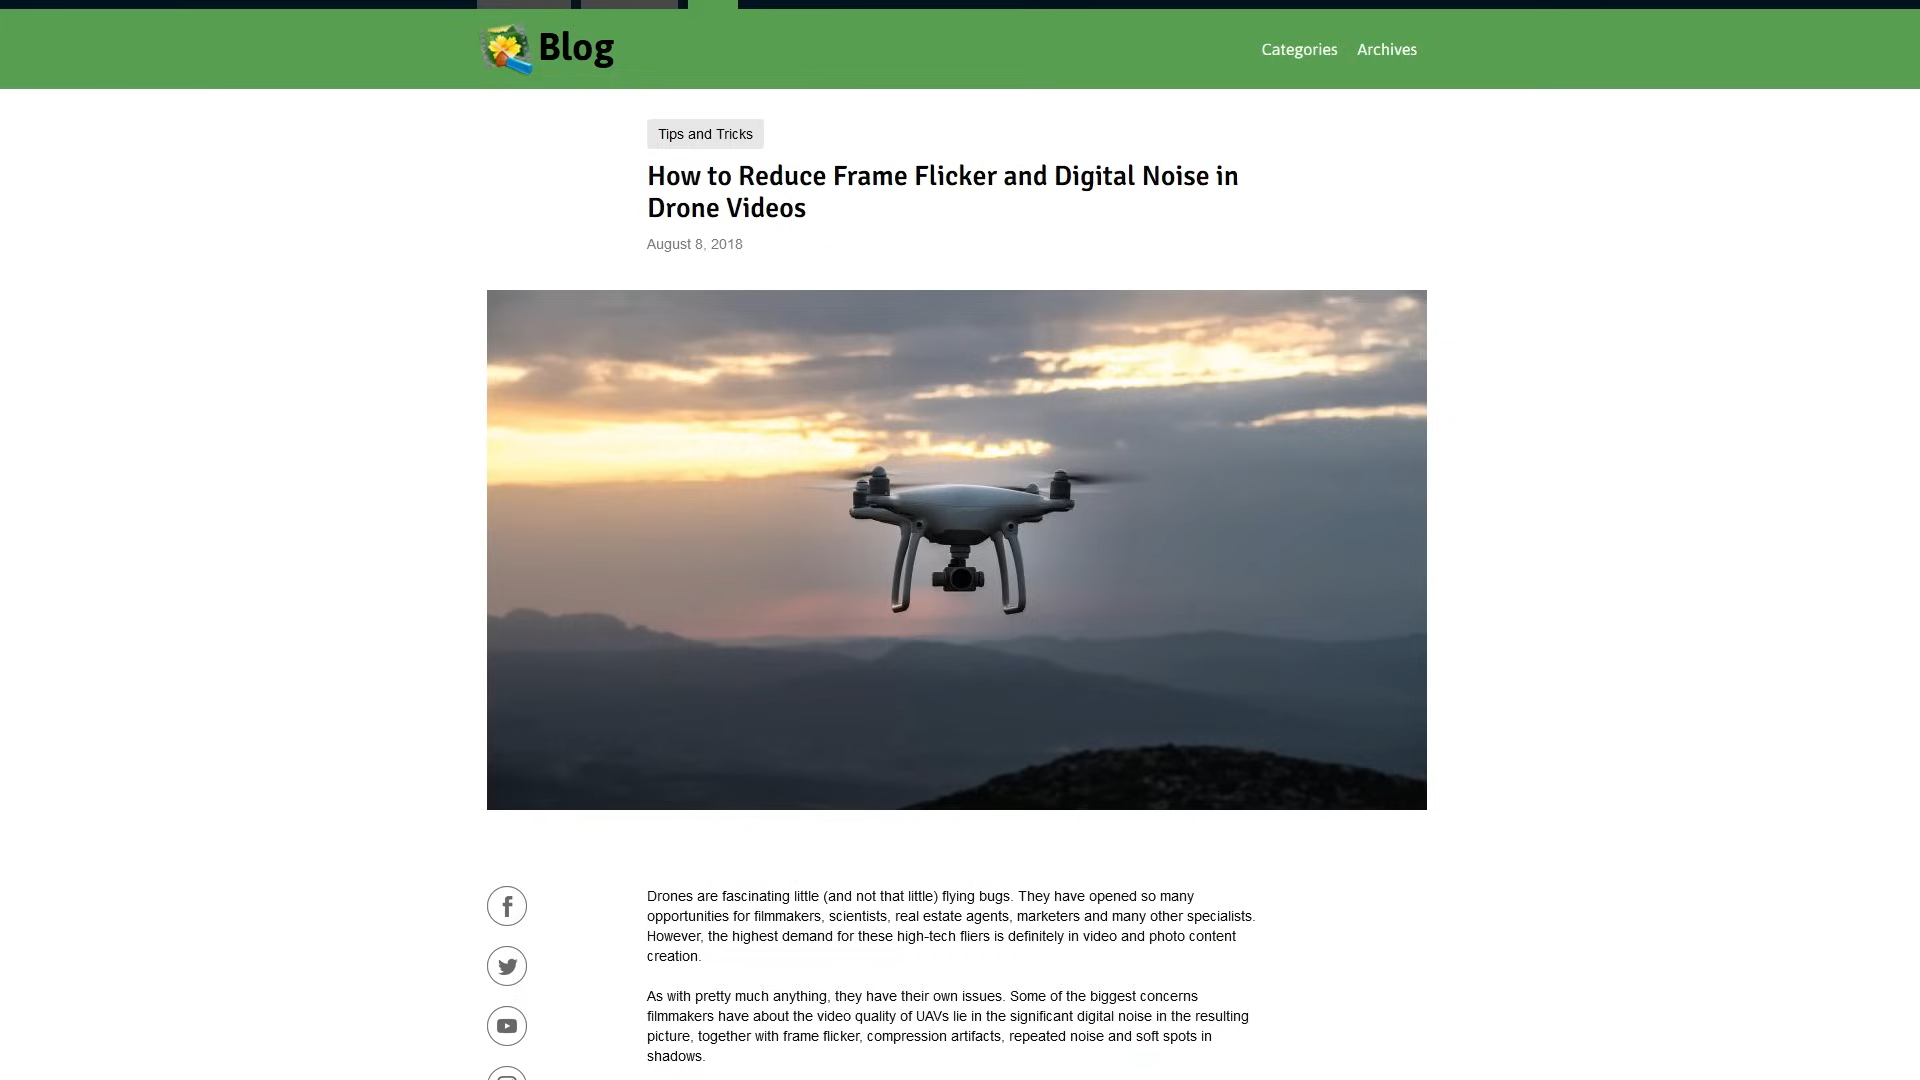 Blog
Categories
Archives
Tips and Tricks
How to Reduce Frame Flicker and Digital Noise in
Drone Videos
August 8, 2018
Drones are fascinating little (and not that little) flying bugs. They have opened so many
opportunities for filmmakers, scientists, real estate agents, marketers and many other specialists.
However, the highest demand for these high-tech fliers is definitely in video and photo content
creation.
As with pretty much anything, they have their own issues. Some of the biggest concerns
filmmakers have about the video quality of UAVs lie in the significant digital noise in the resulting
picture, together with frame flicker, compression artifacts, repeated noise and soft spots in
shadows.